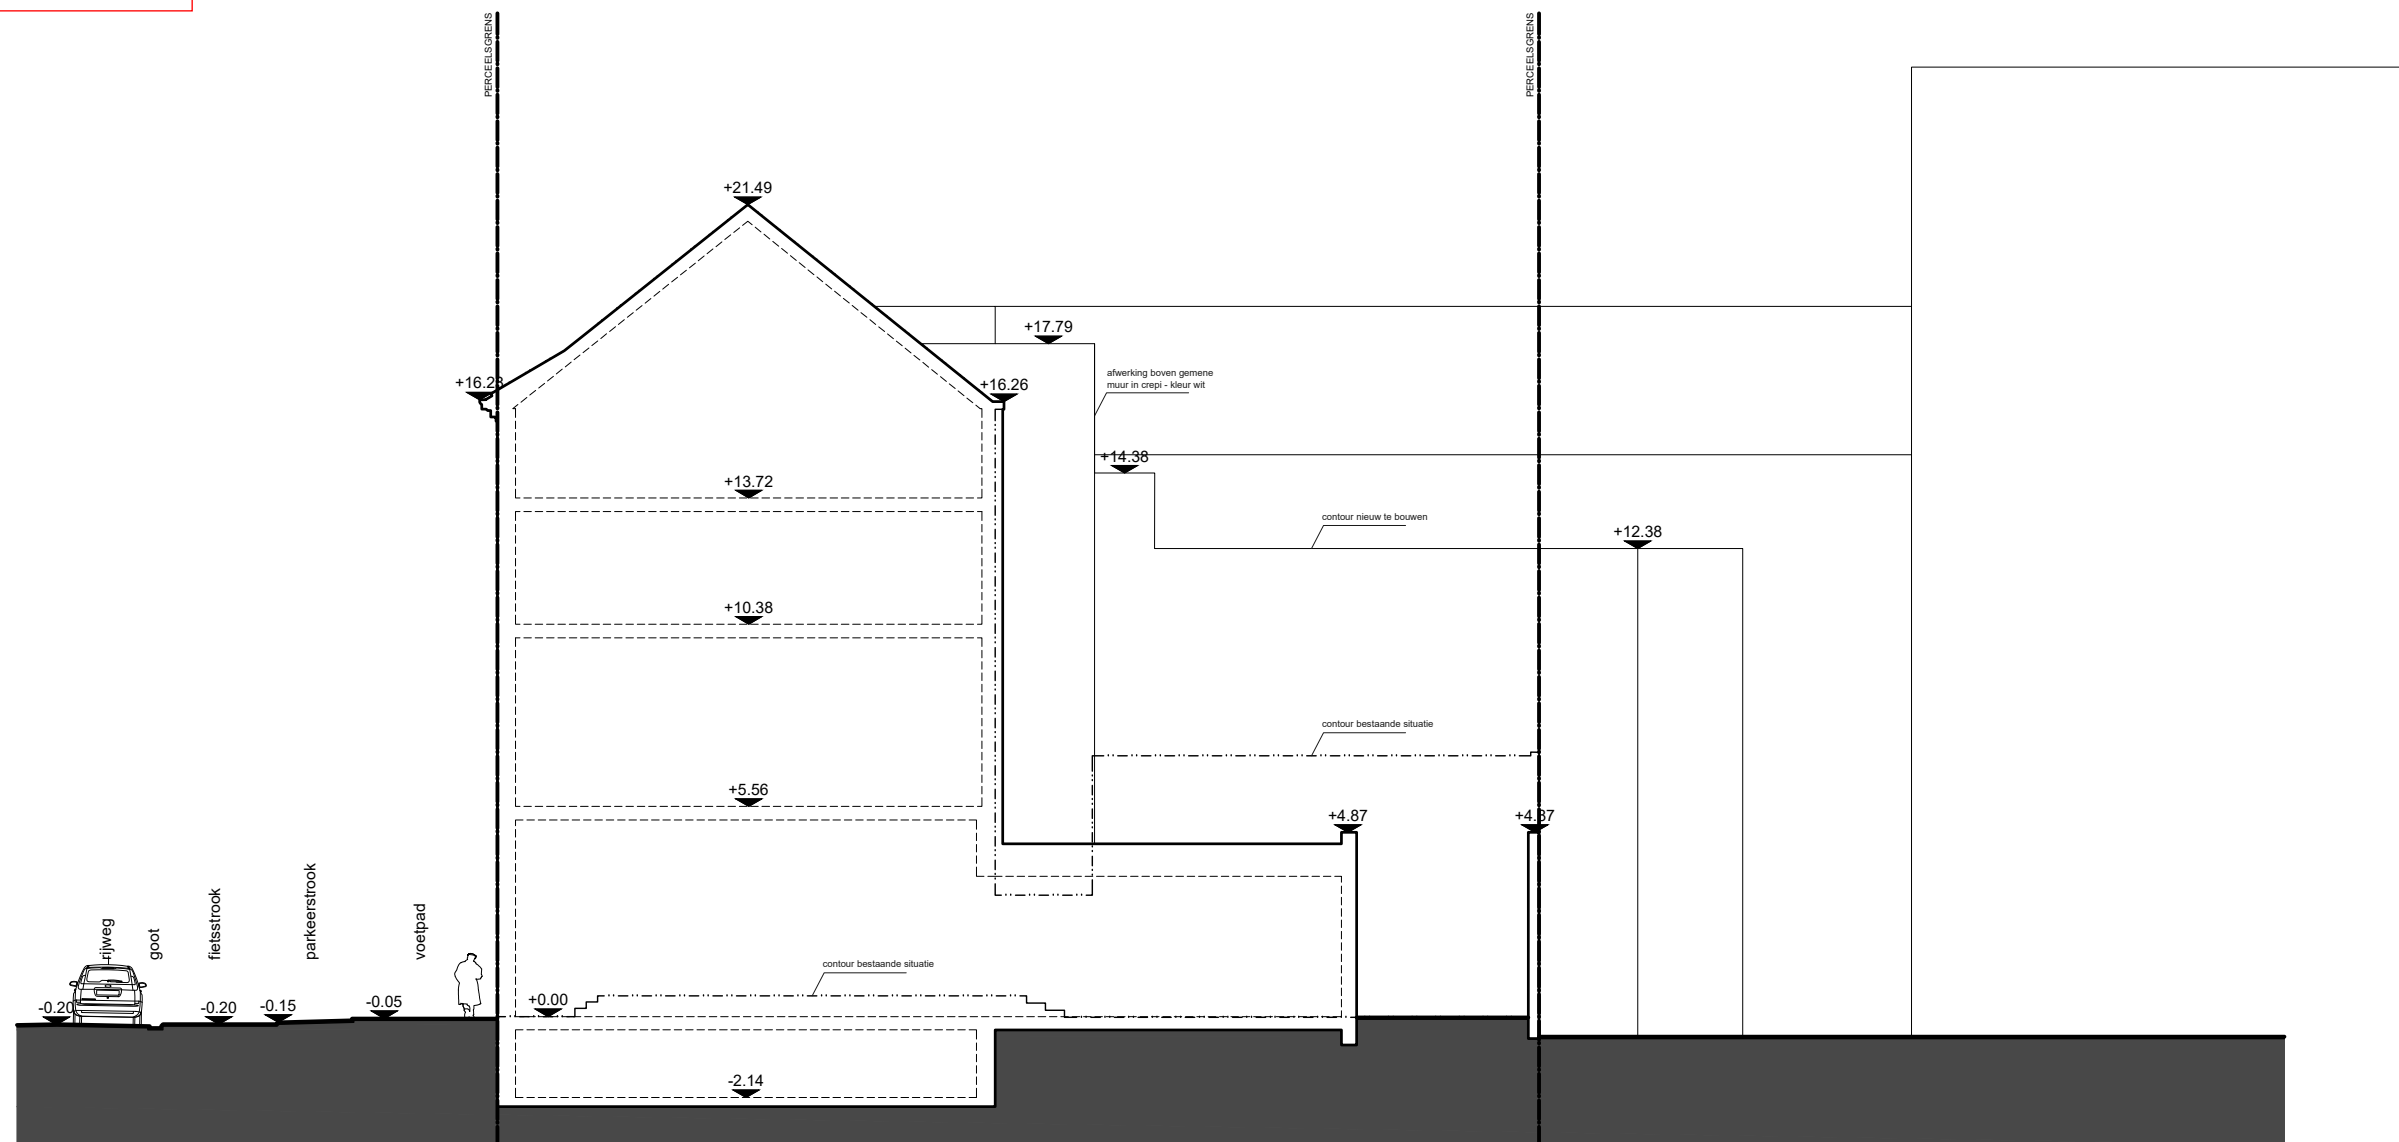 PERCEELSGRENS
PERCEELSGRENS
+21.49
+17.79
afwerking boven gemene
muur in crepi - kleur wit
+16.28
+16.26
+14.38
+13.72
contour nieuw te bouwen
+12.38
+10.38
contour bestaande situatie
+5.56
+4.87
+4.87
rijweg
goot
fietsstrook
parkeerstrook
voetpad
contour bestaande situatie
-0.20
-0.20
-0.15
-0.05
+0.00
-2.14